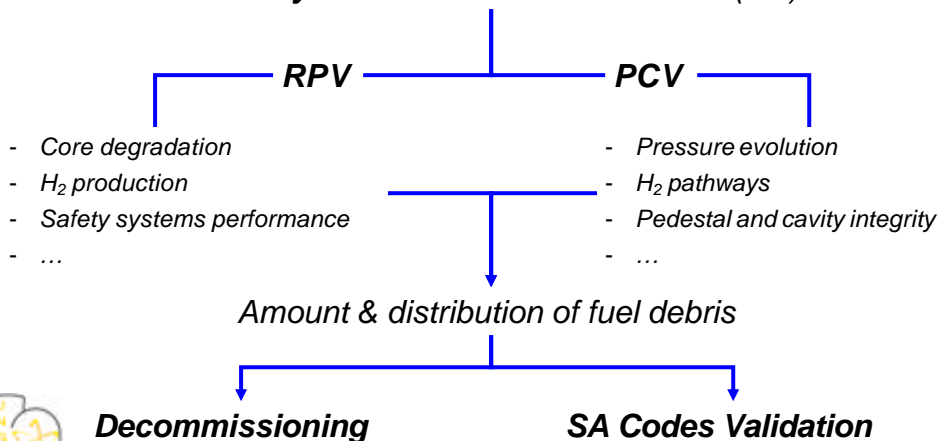 RPV
PCV
- Core degradation
- H₂ production
- Safety systems performance
- …
- Pressure evolution
- H₂ pathways
- Pedestal and cavity integrity
- …
Amount & distribution of fuel debris
Decommissioning
SA Codes Validation